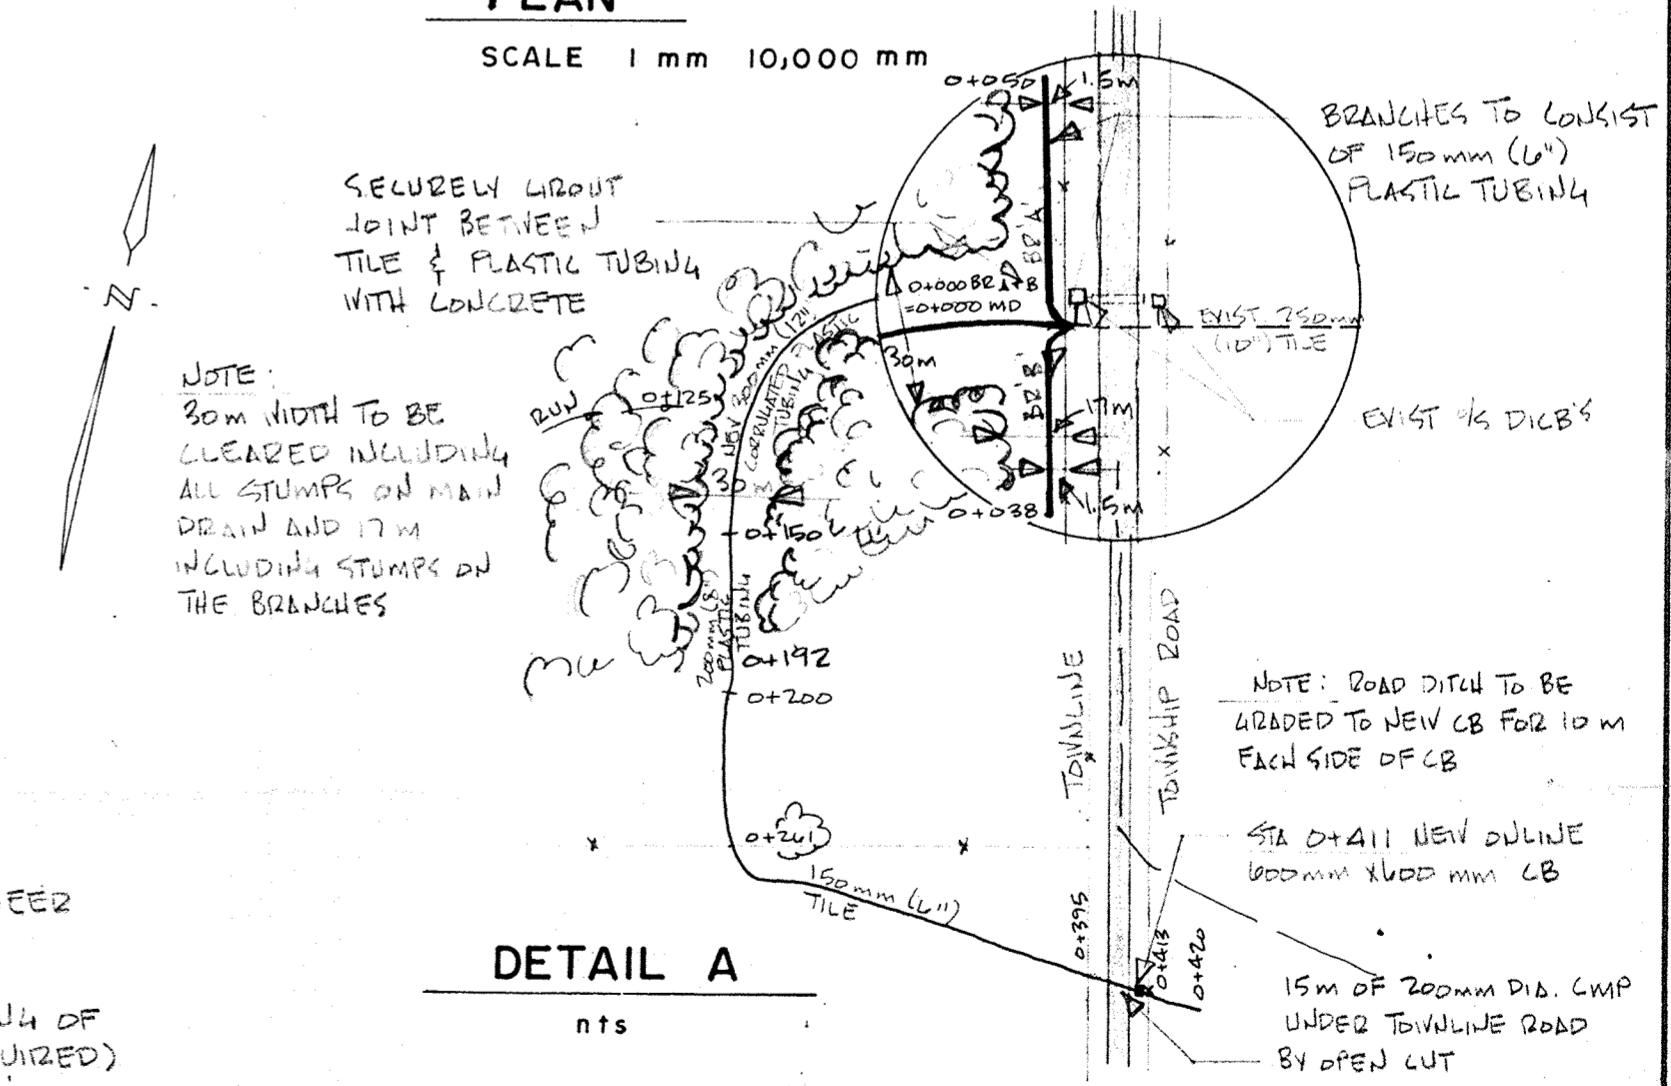 PLAN
SCALE 1 mm 10,000 mm
SECURELY GROUT
JOINT BETWEEN
TILE & PLASTIC TUBING
WITH CONCRETE
NOTE:
30m WIDTH TO BE
CLEARED INCLUDING
ALL STUMPS ON MAIN
DRAIN AND 17m
INCLUDING STUMPS ON
THE BRANCHES
N
RUN
0+125
NEW 300mm (12")
CORRUGATED PLASTIC
TUBING
30m
0+150
200mm (8")
PLASTIC
TUBING
0+192
0+200
0+261
150mm (6")
TILE
0+050
1.5m
BR 'A'
0+000 BR A+B
=0+000 MD
30m
BR 'B'
17m
1.5m
0+038
BRANCHES TO CONSIST
OF 150mm (6")
PLASTIC TUBING
EXIST. 250mm
(10") TILE
EXIST o/s DICB'S
TOWNLINE
TOWNSHIP ROAD
NOTE: ROAD DITCH TO BE
GRADED TO NEW CB FOR 10m
EACH SIDE OF CB
STA 0+411 NEW ONLINE
600mm x600mm CB
0+395
0+413
0+420
15m OF 200mm DIA. CMP
UNDER TOWNLINE ROAD
BY OPEN CUT
EER
NG OF
UIRED)
DETAIL A
nts